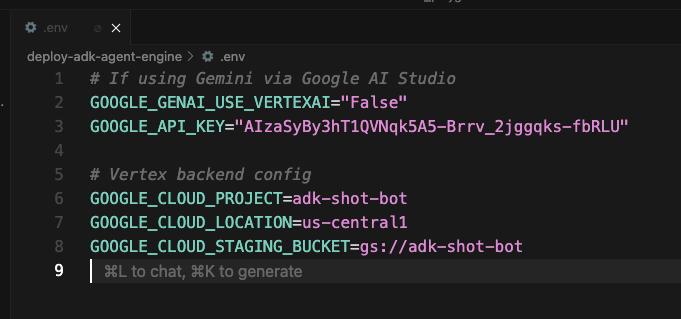 .env
deploy-adk-agent-engine > .env
1 # If using Gemini via Google AI Studio
2 GOOGLE_GENAI_USE_VERTEXAI="False"
3 GOOGLE_API_KEY="AIzaSyBy3hT1QVNqk5A5-Brrv_2jggqks-fbRLU"
4
5 # Vertex backend config
6 GOOGLE_CLOUD_PROJECT=adk-shot-bot
7 GOOGLE_CLOUD_LOCATION=us-central1
8 GOOGLE_CLOUD_STAGING_BUCKET=gs://adk-shot-bot
9 ⌘L to chat, ⌘K to generate